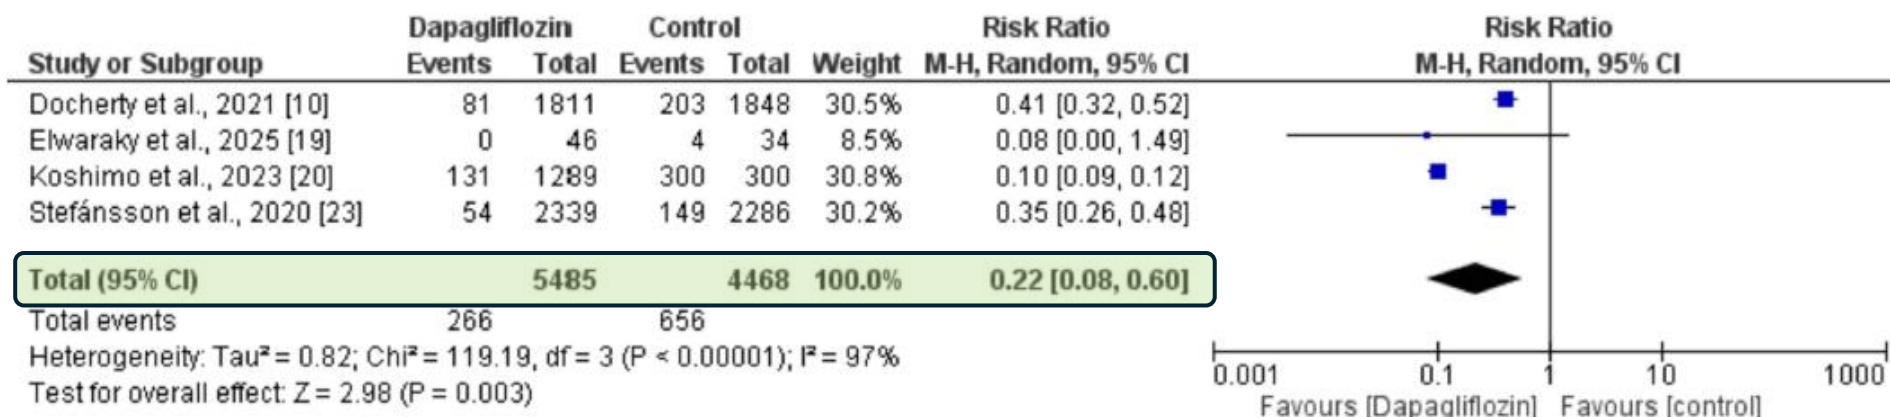 Dapagliflozin Control Risk Ratio Risk Ratio
Study or Subgroup Events Total Events Total Weight M-H, Random, 95% CI M-H, Random, 95% CI
Docherty et al., 2021 [10] 81 1811 203 1848 30.5% 0.41 [0.32, 0.52]
Elwaraky et al., 2025 [19] 0 46 4 34 8.5% 0.08 [0.00, 1.49]
Koshimo et al., 2023 [20] 131 1289 300 300 30.8% 0.10 [0.09, 0.12]
Stefánsson et al., 2020 [23] 54 2339 149 2286 30.2% 0.35 [0.26, 0.48]
Total (95% CI) 5485 4468 100.0% 0.22 [0.08, 0.60]
Total events 266 656
Heterogeneity: Tau² = 0.82; Chi² = 119.19, df = 3 (P < 0.00001); I² = 97%
Test for overall effect: Z = 2.98 (P = 0.003)
0.001 0.1 1 10 1000
Favours [Dapagliflozin] Favours [control]